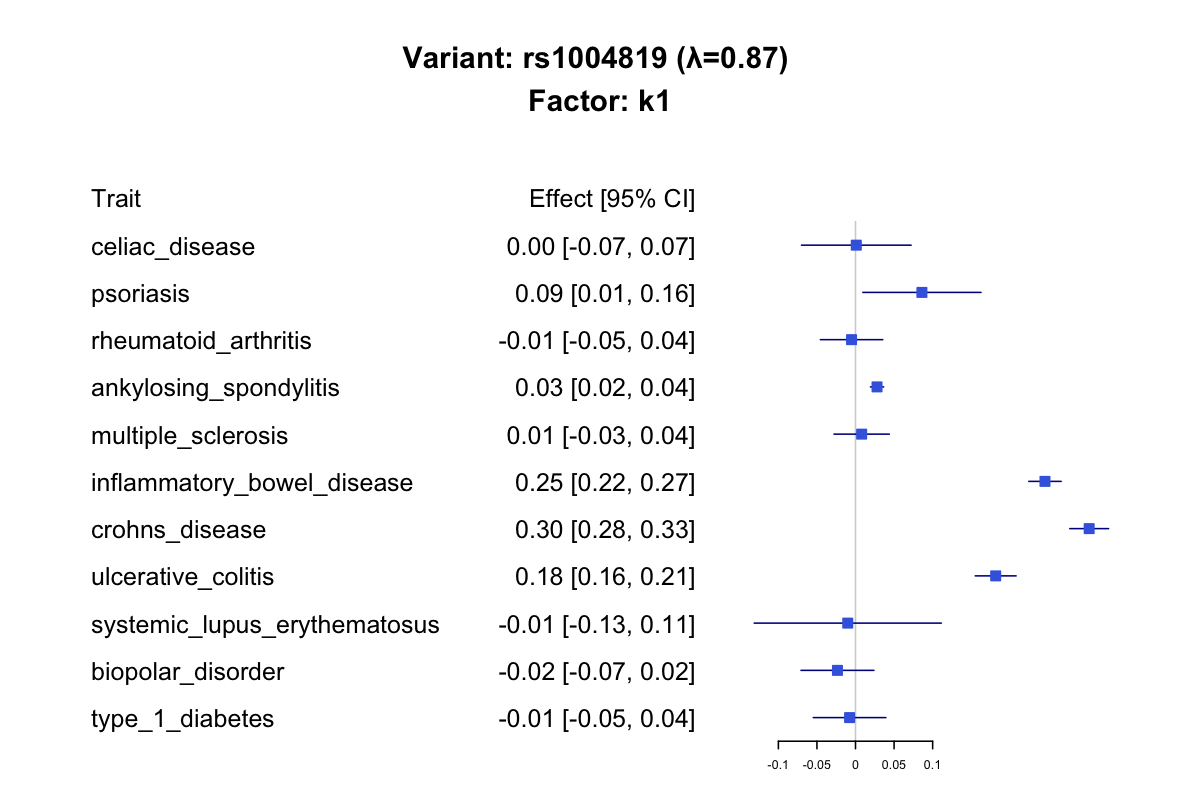 Variant: rs1004819 (λ=0.87)
Factor: k1
Trait Effect [95% CI]
celiac_disease 0.00 [-0.07, 0.07]
psoriasis 0.09 [0.01, 0.16]
rheumatoid_arthritis -0.01 [-0.05, 0.04]
ankylosing_spondylitis 0.03 [0.02, 0.04]
multiple_sclerosis 0.01 [-0.03, 0.04]
inflammatory_bowel_disease 0.25 [0.22, 0.27]
crohns_disease 0.30 [0.28, 0.33]
ulcerative_colitis 0.18 [0.16, 0.21]
systemic_lupus_erythematosus -0.01 [-0.13, 0.11]
biopolar_disorder -0.02 [-0.07, 0.02]
type_1_diabetes -0.01 [-0.05, 0.04]
-0.1 -0.05 0 0.05 0.1